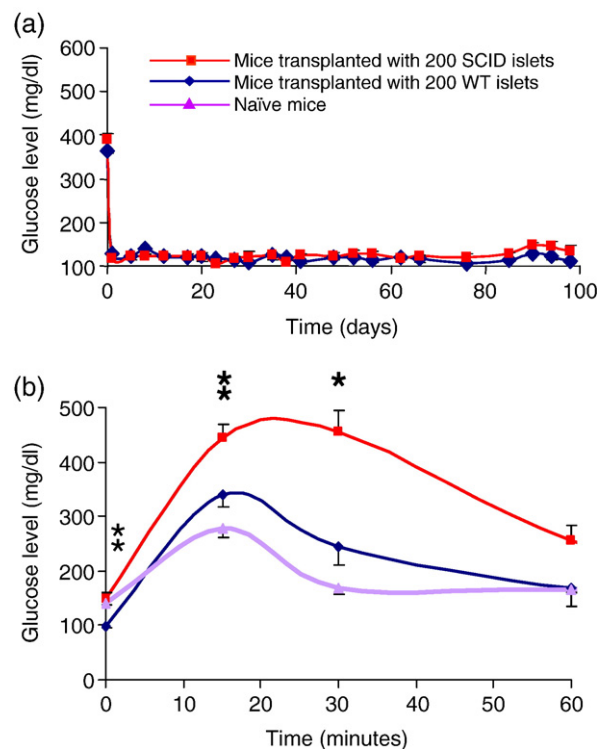 (a)
600
500
400
300
200
100
Glucose level (mg/dl)
Mice transplanted with 200 SCID islets
Mice transplanted with 200 WT islets
Naïve mice
0 20 40 60 80 100
Time (days)
(b)
500
400
300
200
100
0
Glucose level (mg/dl)
**
**
*
0 10 20 30 40 50 60
Time (minutes)